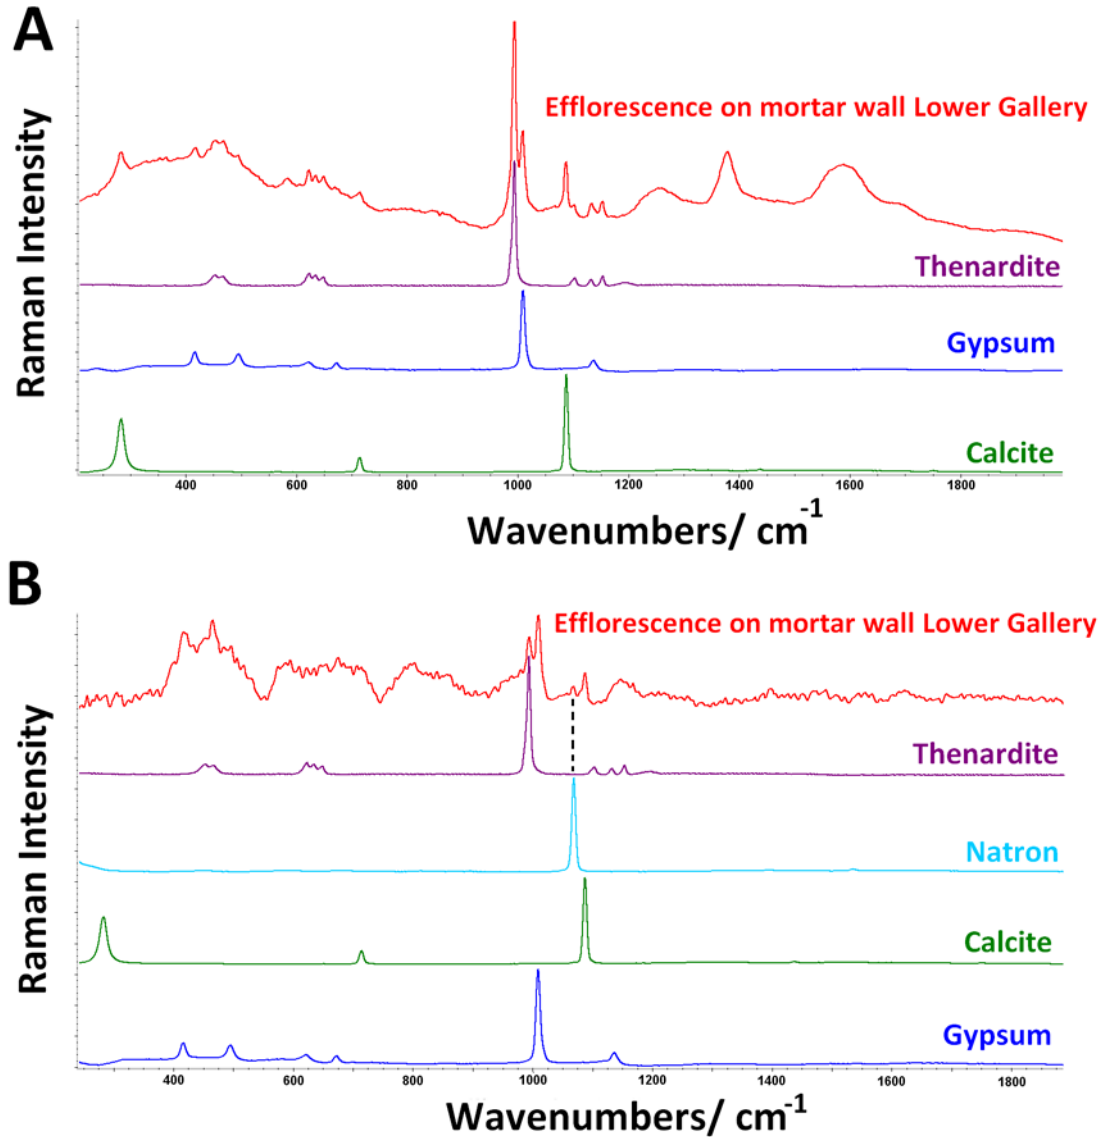 A
Raman Intensity
Efflorescence on mortar wall Lower Gallery
Thenardite
Gypsum
Calcite
400 600 800 1000 1200 1400 1600 1800
Wavenumbers/ cm-1
B
Raman Intensity
Efflorescence on mortar wall Lower Gallery
Thenardite
Natron
Calcite
Gypsum
400 600 800 1000 1200 1400 1600 1800
Wavenumbers/ cm-1